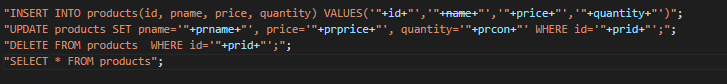 "INSERT INTO products(id, pname, price, quantity) VALUES('"+id+"','"+name+"','"+price+"','"+quantity+"')";
"UPDATE products SET pname='"+prname+"', price='"+prprice+"', quantity='"+prcon+"' WHERE id='"+prid+"';";
"DELETE FROM products  WHERE id='"+prid+"';";
"SELECT * FROM products";